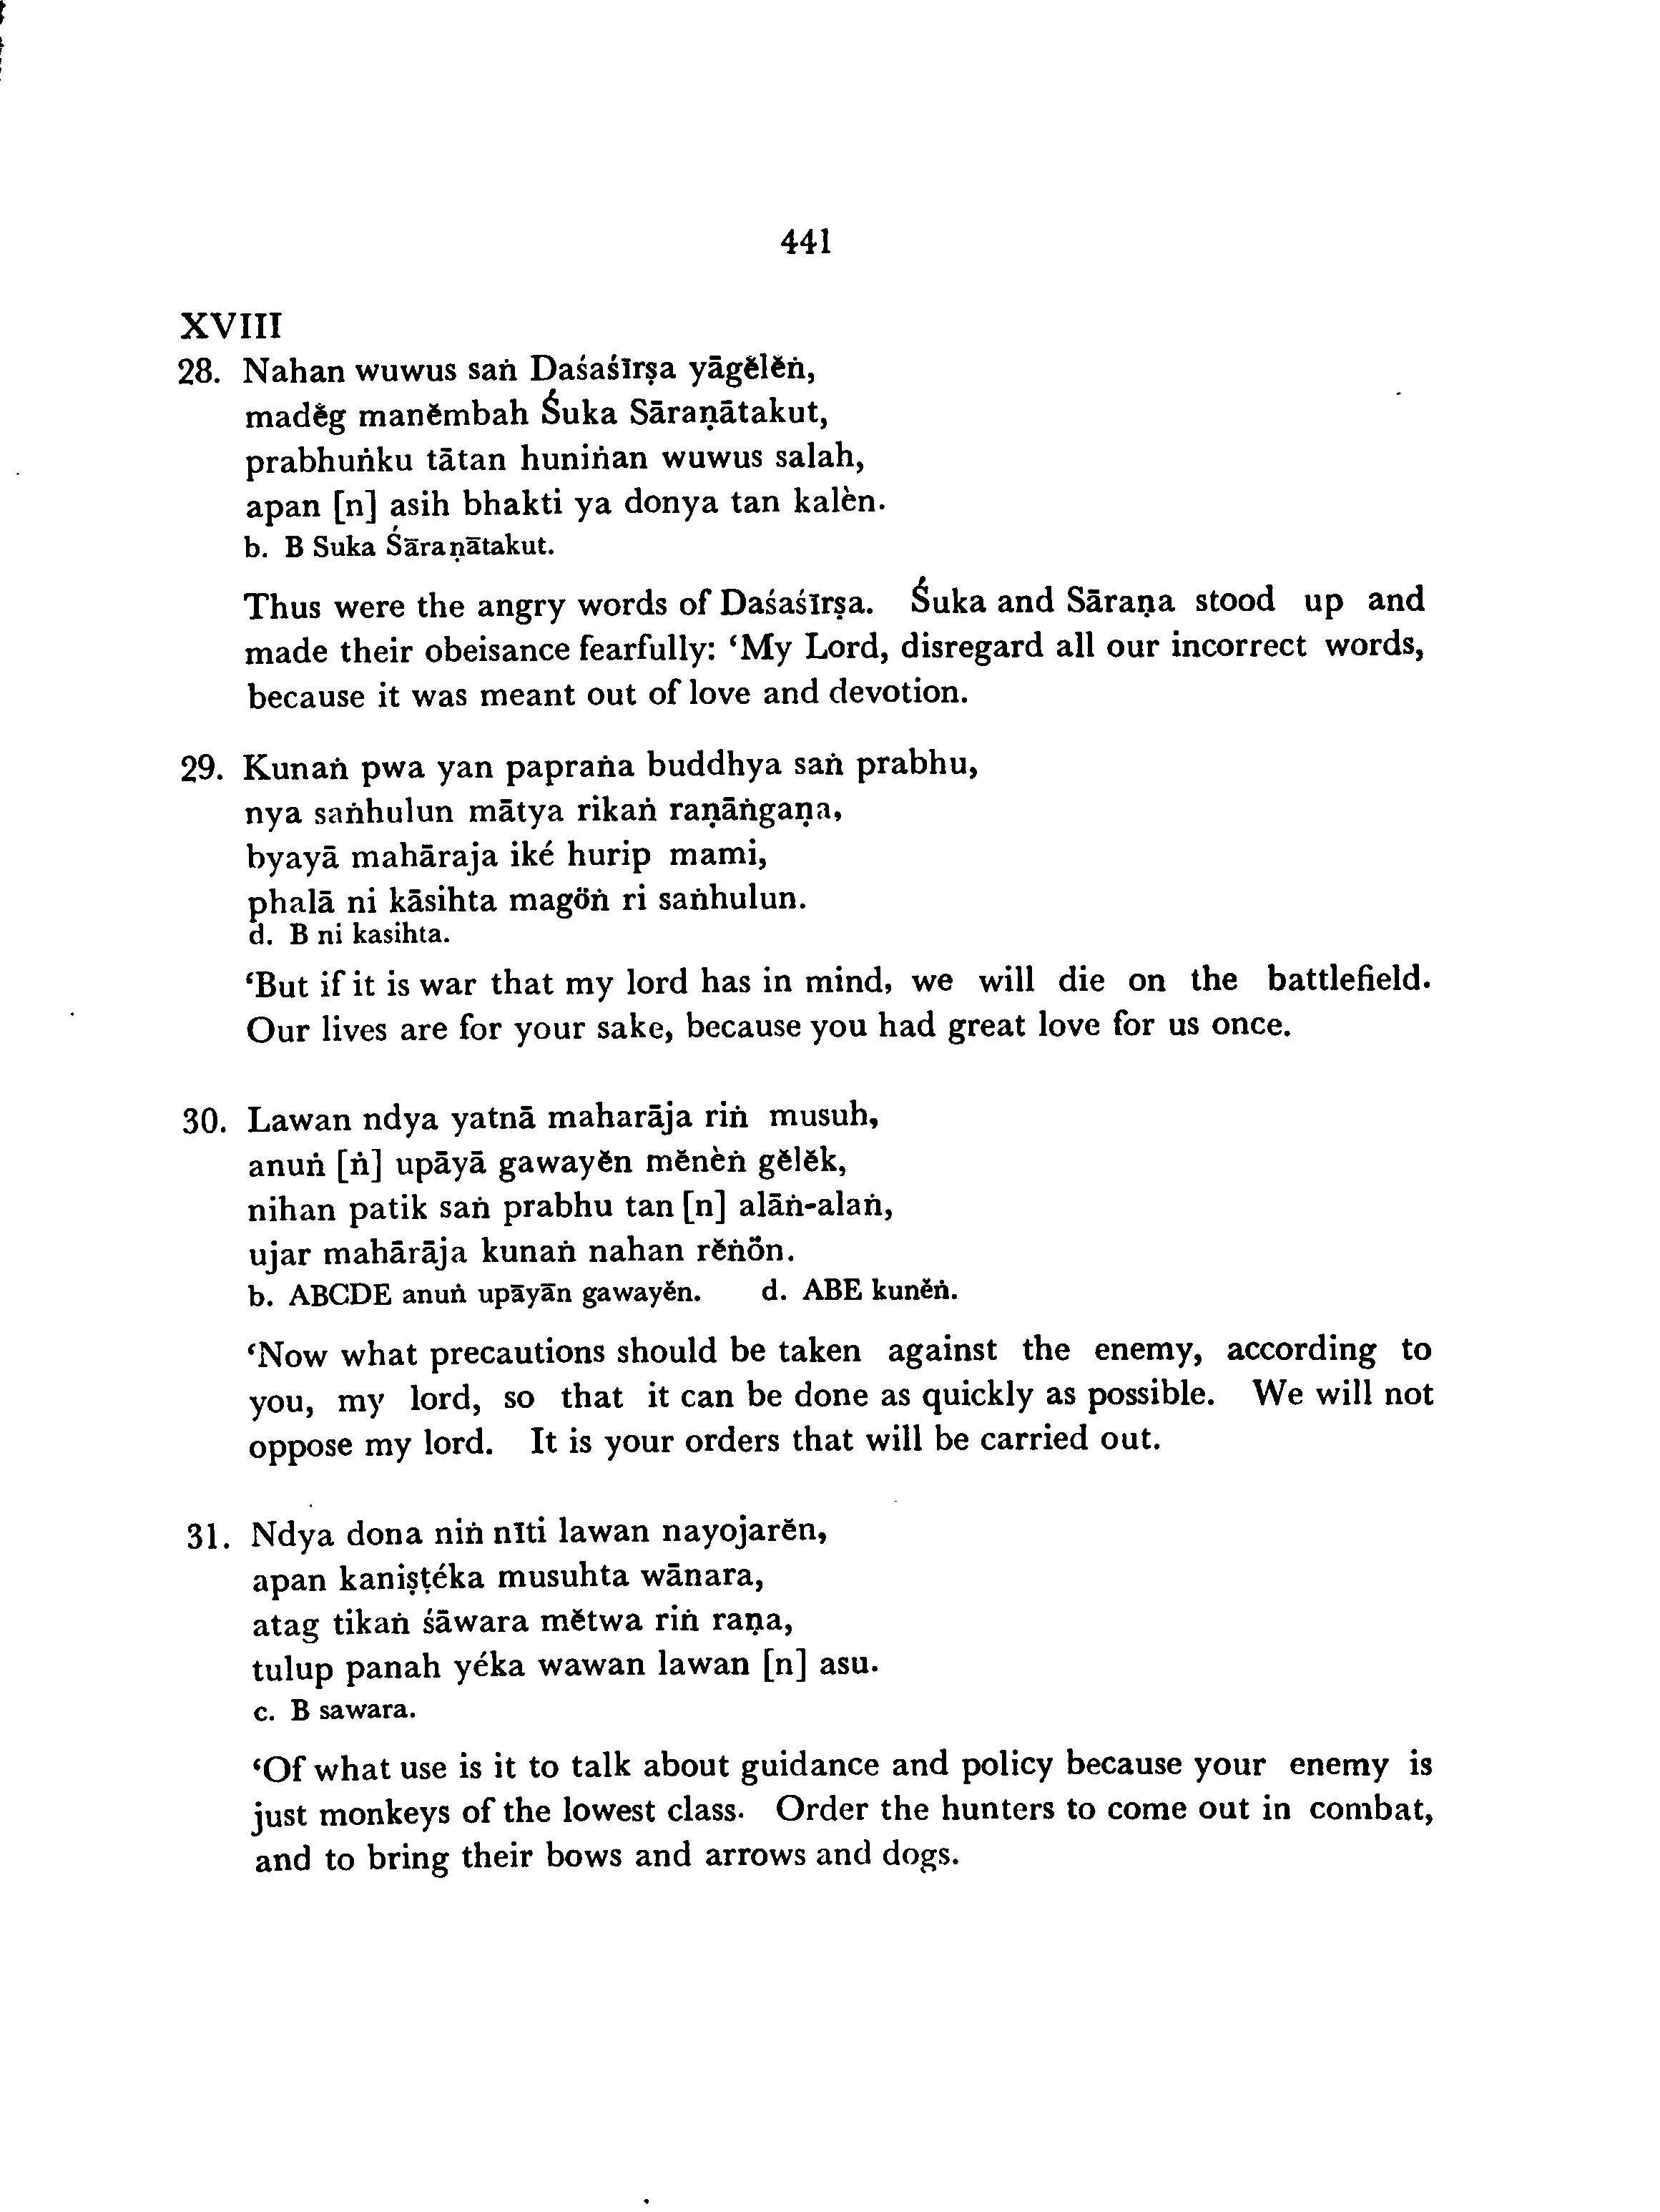 441
XVIII
28. Nahan wuwus saṅ Daśaśīrṣa yāgĕlĕṅ,
madĕg manĕmbah Śuka Sāraṇātakut,
prabhuṅku tātan huniṅan wuwus salah,
apan [n] asih bhakti ya donya tan kalèn.
b. B Suka Śāraṇātakut.
Thus were the angry words of Daśaśīrṣa. Śuka and Sāraṇa stood up and
made their obeisance fearfully: ‘My Lord, disregard all our incorrect words,
because it was meant out of love and devotion.
29. Kunaṅ pwa yan papraṅa buddhya saṅ prabhu,
nya saṅhulun mātya rikaṅ raṇāṅgaṇa,
byayā mahāraja iké hurip mami,
phalā ni kāsihta magöṅ ri saṅhulun.
d. B ni kasihta.
‘But if it is war that my lord has in mind, we will die on the battlefield.
Our lives are for your sake, because you had great love for us once.
30. Lawan ndya yatnā maharāja riṅ musuh,
anuṅ [ṅ] upāyā gawayĕn mĕnèṅ gĕlĕk,
nihan patik saṅ prabhu tan [n] alāṅ-alaṅ,
ujar mahārāja kunaṅ nahan rĕṅön.
b. ABCDE anuṅ upāyān gawayĕn. d. ABE kunĕṅ.
‘Now what precautions should be taken against the enemy, according to
you, my lord, so that it can be done as quickly as possible. We will not
oppose my lord. It is your orders that will be carried out.
31. Ndya dona niṅ nīti lawan nayojarĕn,
apan kaniṣṭéka musuhta wānara,
atag tikaṅ śāwara mĕtwa riṅ raṇa,
tulup panah yéka wawan lawan [n] asu.
c. B sawara.
‘Of what use is it to talk about guidance and policy because your enemy is
just monkeys of the lowest class. Order the hunters to come out in combat,
and to bring their bows and arrows and dogs.